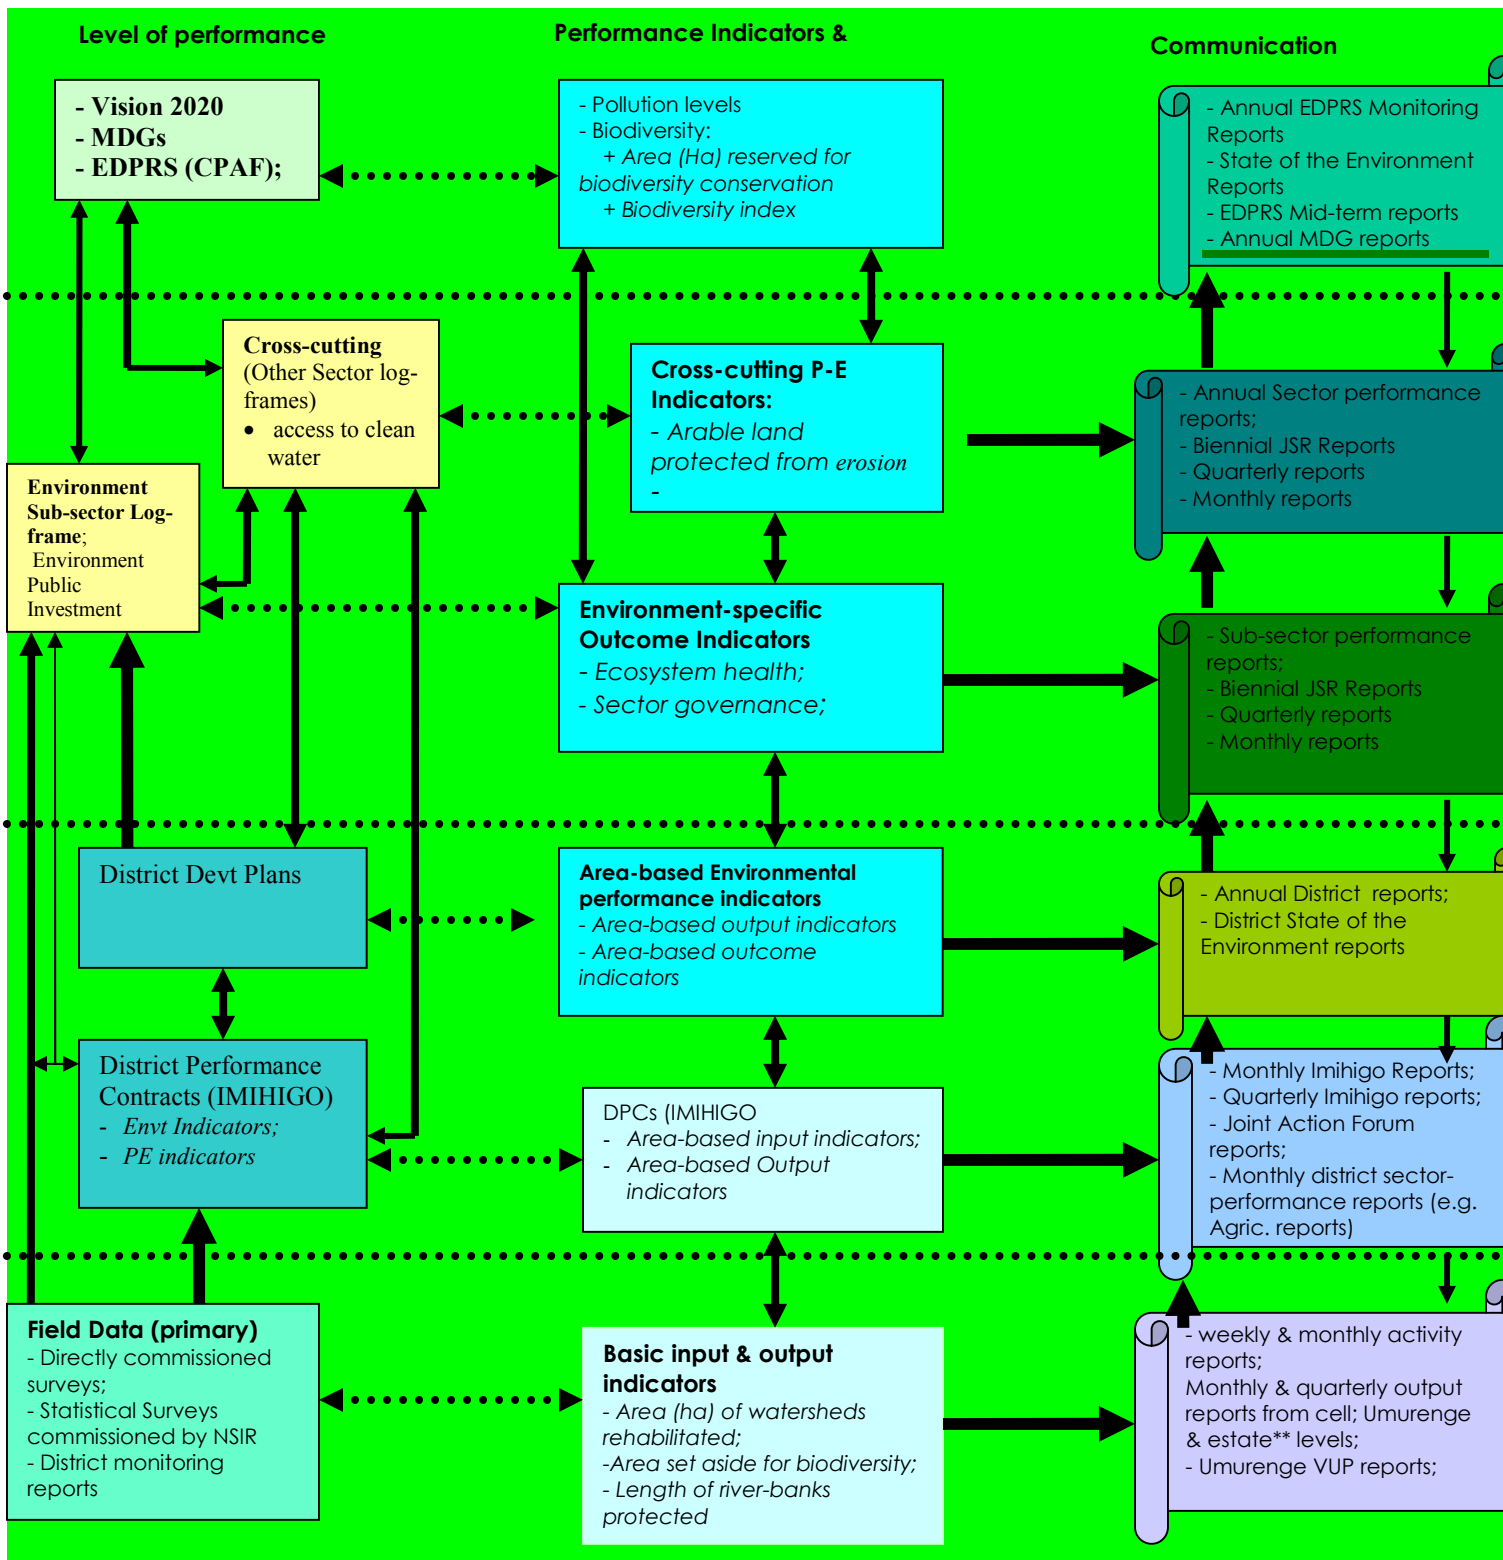 Level of performance
Performance Indicators &
Communication
- Vision 2020
- MDGs
- EDPRS (CPAF);
- Pollution levels
- Biodiversity:
+ Area (Ha) reserved for
biodiversity conservation
+ Biodiversity index
- Annual EDPRS Monitoring
Reports
- State of the Environment
Reports
- EDPRS Mid-term reports
- Annual MDG reports
Cross-cutting
(Other Sector log-
frames)
• access to clean
water
Cross-cutting P-E
Indicators:
- Arable land
protected from erosion
-
- Annual Sector performance
reports;
- Biennial JSR Reports
- Quarterly reports
- Monthly reports
Environment
Sub-sector Log-
frame;
Environment
Public
Investment
Environment-specific
Outcome Indicators
- Ecosystem health;
- Sector governance;
- Sub-sector performance
reports;
- Biennial JSR Reports
- Quarterly reports
- Monthly reports
District Devt Plans
Area-based Environmental
performance indicators
- Area-based output indicators
- Area-based outcome
indicators
- Annual District reports;
- District State of the
Environment reports
District Performance
Contracts (IMIHIGO)
- Envt Indicators;
- PE indicators
DPCs (IMIHIGO
- Area-based input indicators;
- Area-based Output
indicators
- Monthly Imihigo Reports;
- Quarterly Imihigo reports;
- Joint Action Forum
reports;
- Monthly district sector-
performance reports (e.g.
Agric. reports)
Field Data (primary)
- Directly commissioned
surveys;
- Statistical Surveys
commissioned by NSIR
- District monitoring
reports
Basic input & output
indicators
- Area (ha) of watersheds
rehabilitated;
-Area set aside for biodiversity;
- Length of river-banks
protected
- weekly & monthly activity
reports;
Monthly & quarterly output
reports from cell; Umurenge
& estate** levels;
- Umurenge VUP reports;